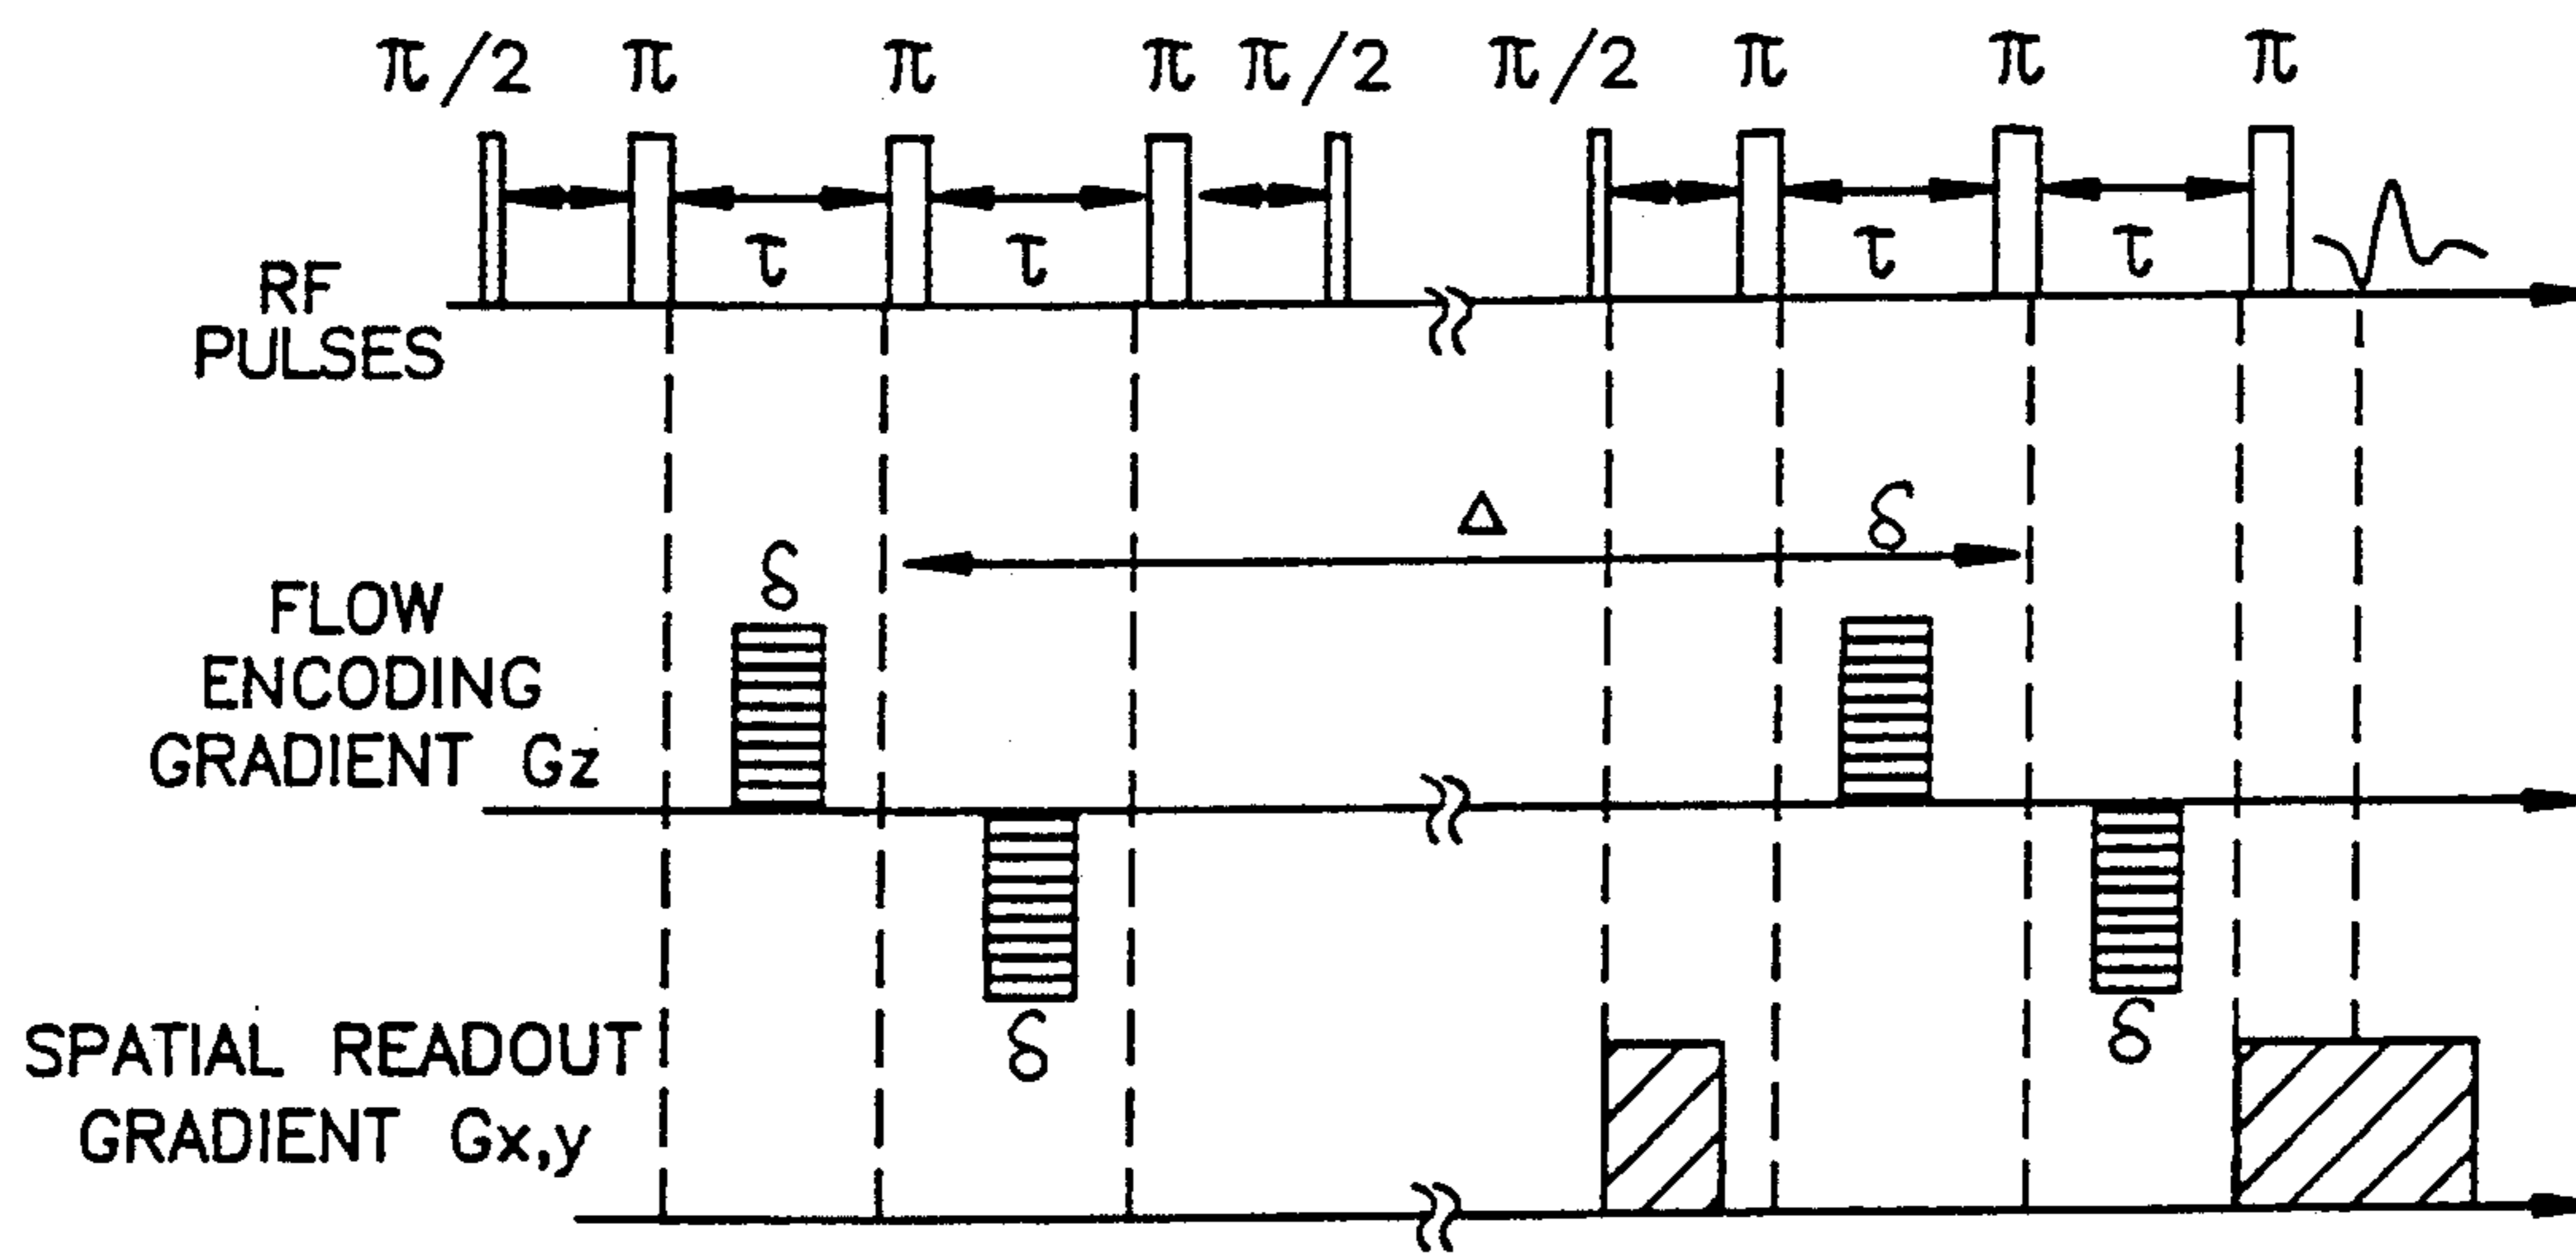 π/2 π π π π/2 π/2 π π π
τ τ τ τ
RF
PULSES
Δ
δ δ
FLOW
ENCODING
GRADIENT Gz
δ δ
SPATIAL READOUT
GRADIENT Gx,y